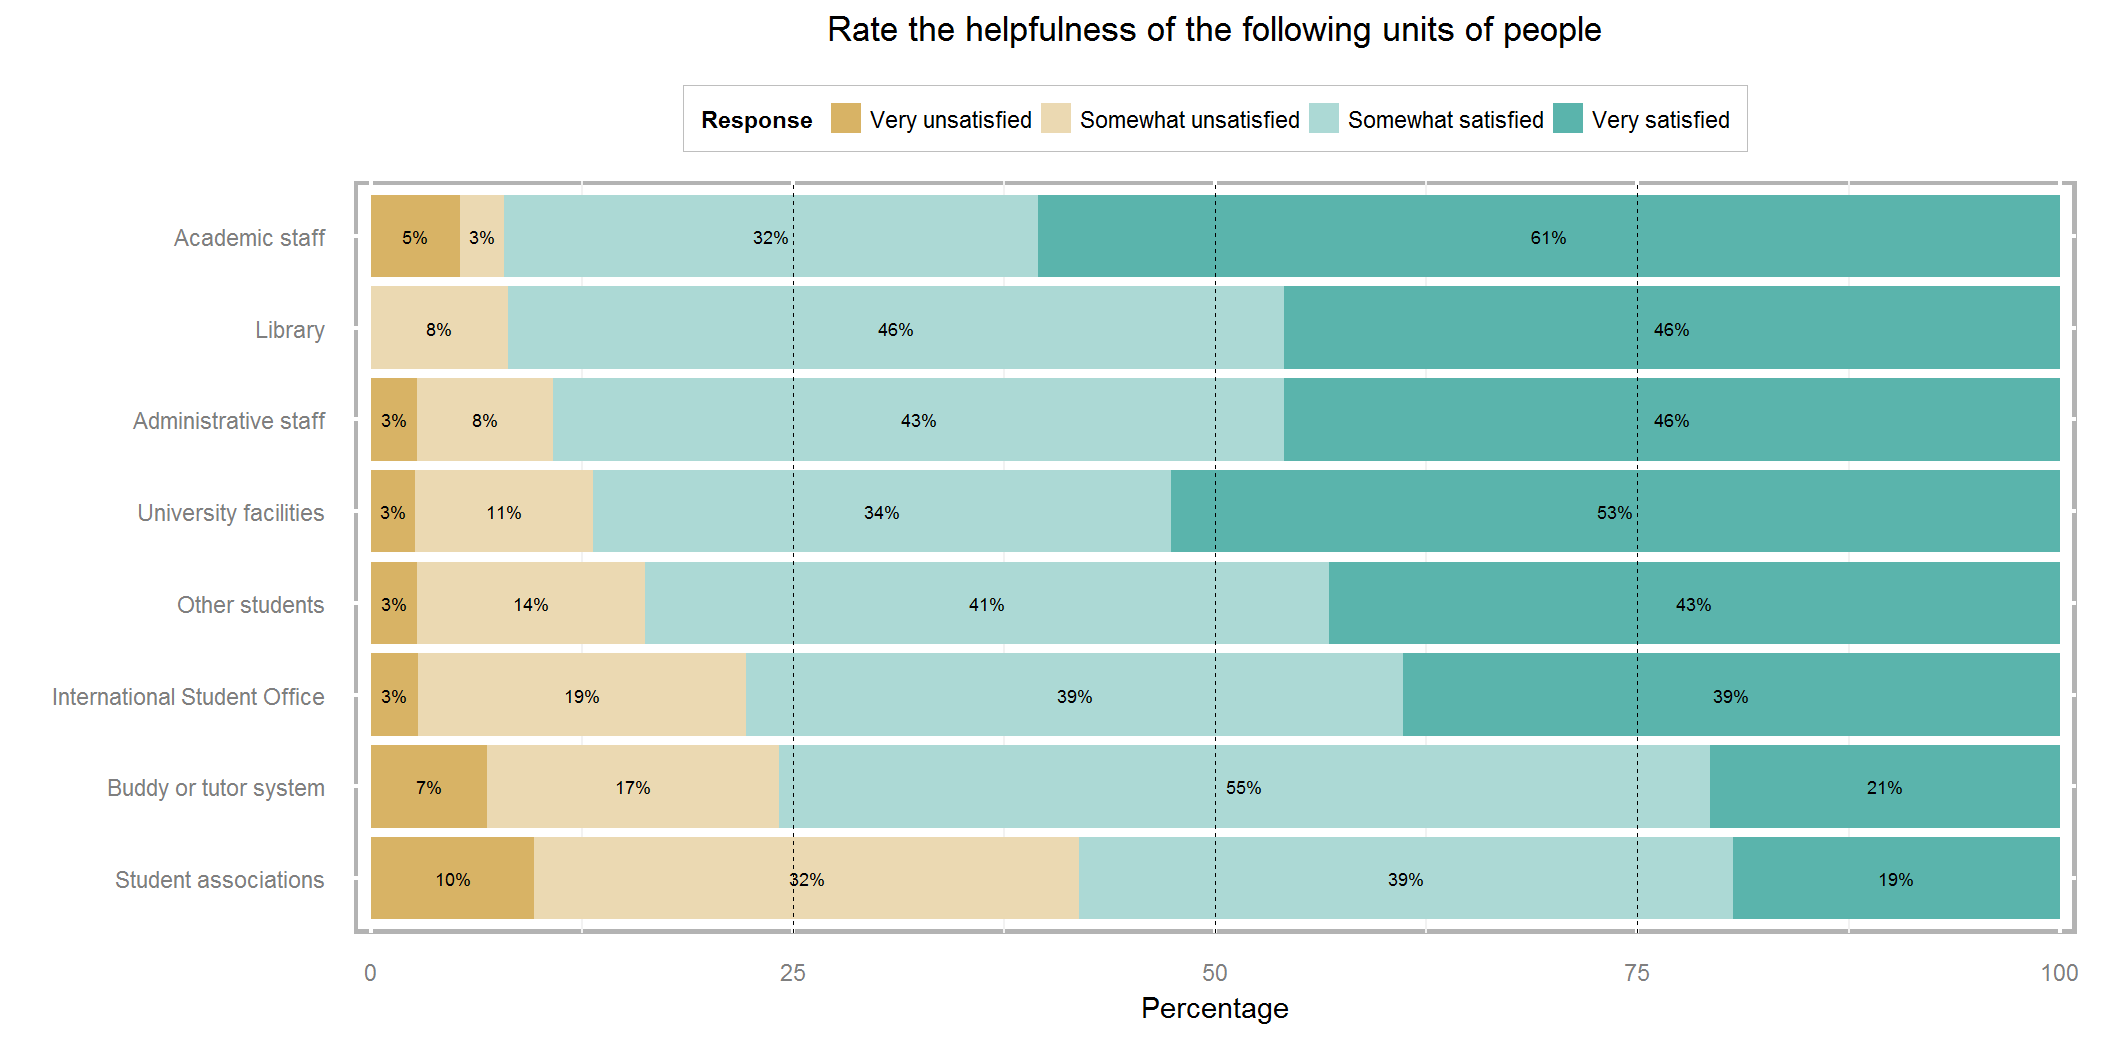 Rate the helpfulness of the following units of people
Response Very unsatisfied Somewhat unsatisfied Somewhat satisfied Very satisfied
Academic staff 5% 3% 32% 61%
Library 8% 46% 46%
Administrative staff 3% 8% 43% 46%
University facilities 3% 11% 34% 53%
Other students 3% 14% 41% 43%
International Student Office 3% 19% 39% 39%
Buddy or tutor system 7% 17% 55% 21%
Student associations 10% 32% 39% 19%
0 25 50 75 100
Percentage